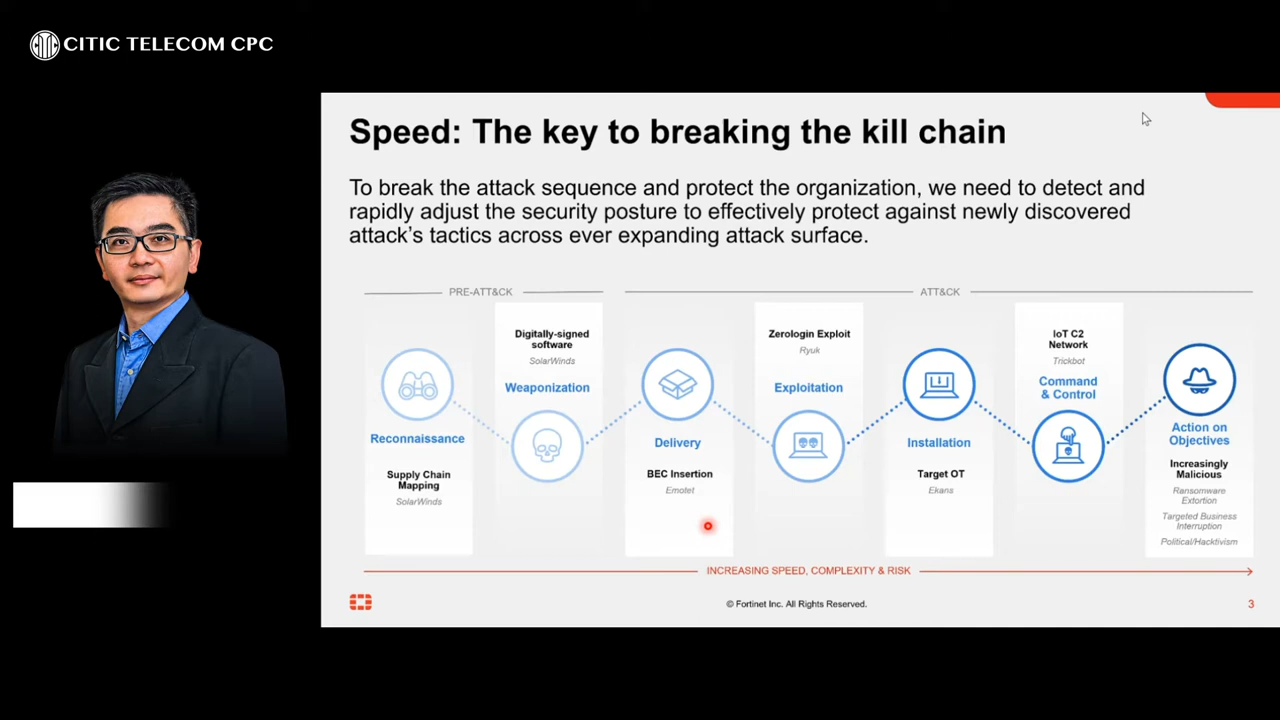 CITIC TELECOM CPC
Speed: The key to breaking the kill chain
To break the attack sequence and protect the organization, we need to detect and
rapidly adjust the security posture to effectively protect against newly discovered
attack's tactics across ever expanding attack surface.
PRE-ATT&CK
ATT&CK
Reconnaissance
Supply Chain
Mapping
SolarWinds
Digitally-signed
software
SolarWinds
Weaponization
Delivery
BEC Insertion
Emotet
Zerologin Exploit
Ryuk
Exploitation
Installation
Target OT
Ekans
IoT C2
Network
Trickbot
Command
& Control
Action on
Objectives
Increasingly
Malicious
Ransomware
Extortion
Targeted Business
Interruption
Political/Hacktivism
INCREASING SPEED, COMPLEXITY & RISK
© Fortinet Inc. All Rights Reserved.
3